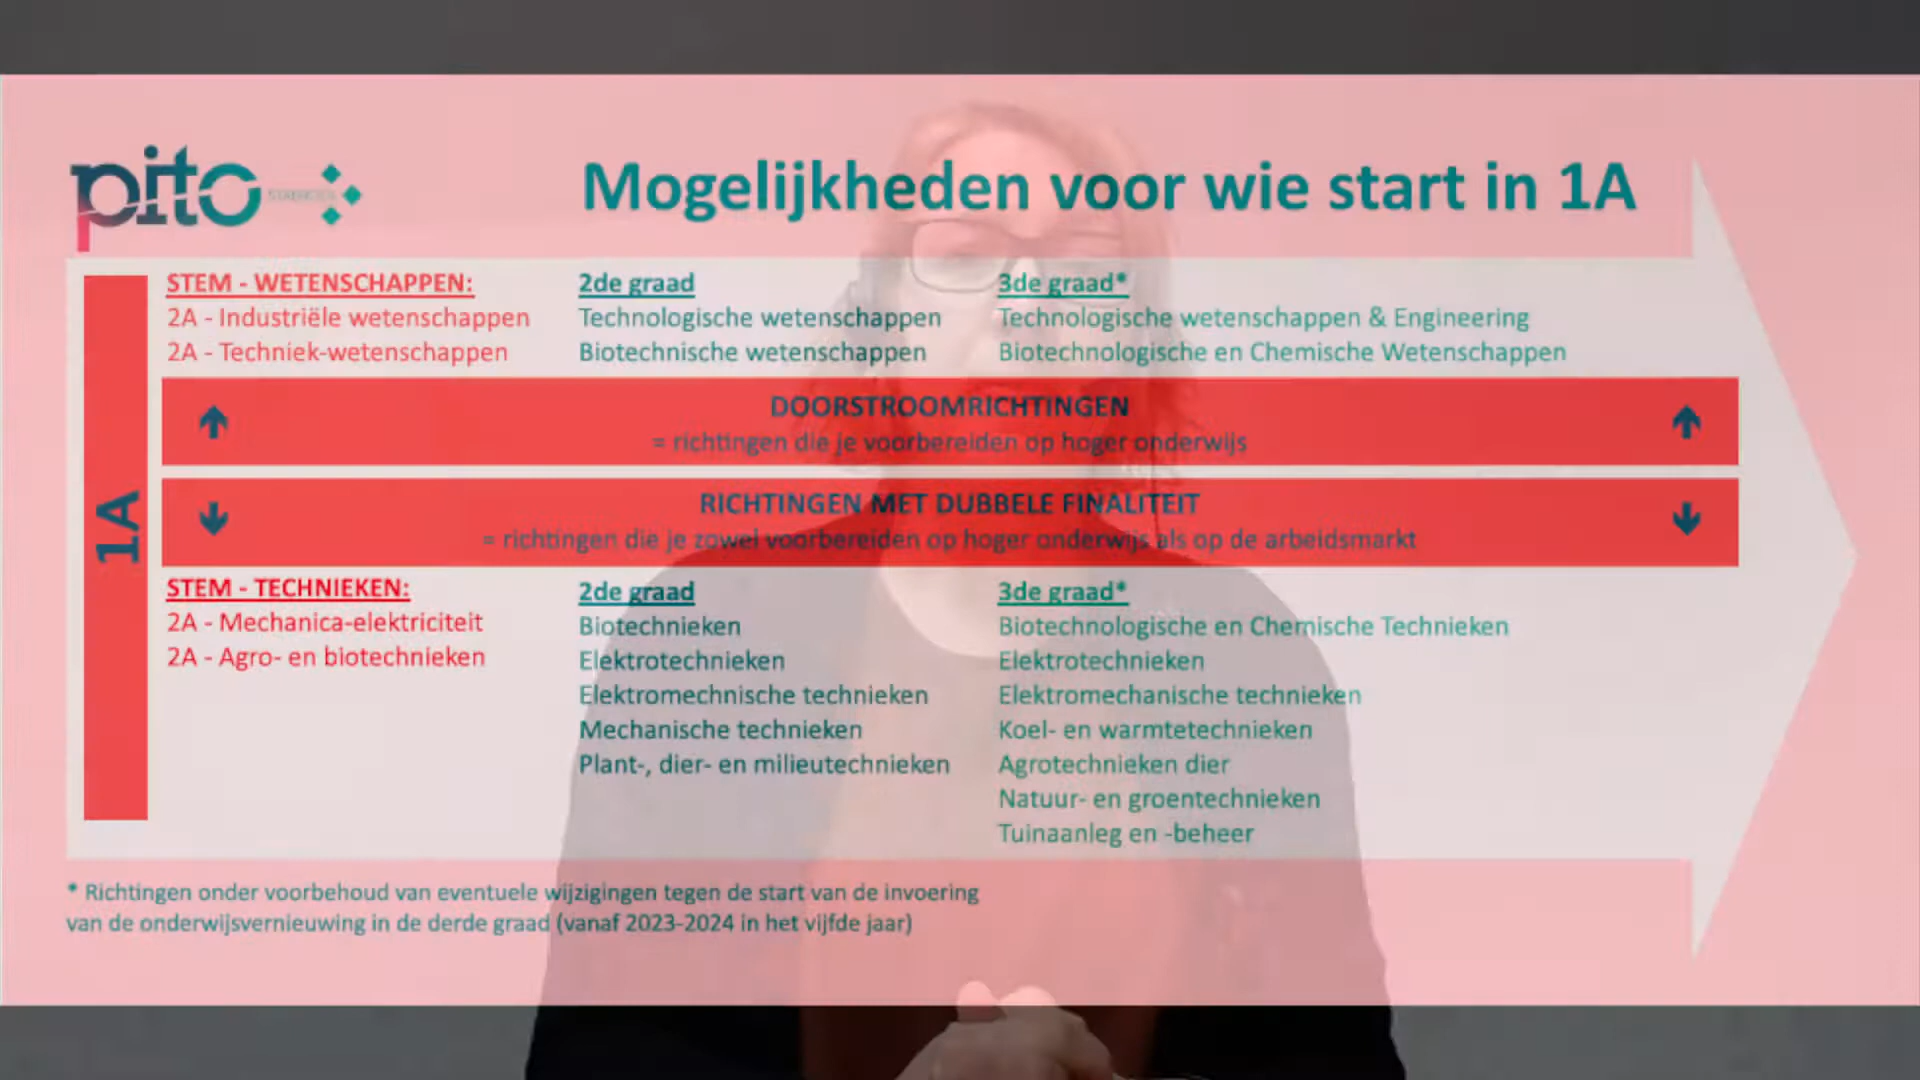 pito
Mogelijkheden voor wie start in 1A
1A
STEM - WETENSCHAPPEN:
2A - Industriële wetenschappen
2A - Techniek-wetenschappen
2de graad
Technologische wetenschappen
Biotechnische wetenschappen
3de graad*
Technologische wetenschappen & Engineering
Biotechnologische en Chemische Wetenschappen
DOORSTROOMRICHTINGEN
= richtingen die je voorbereiden op hoger onderwijs
RICHTINGEN MET DUBBELE FINALITEIT
= richtingen die je zowel voorbereiden op hoger onderwijs als op de arbeidsmarkt
STEM - TECHNIEKEN:
2A - Mechanica-elektriciteit
2A - Agro- en biotechnieken
2de graad
Biotechnieken
Elektrotechnieken
Elektromechnische technieken
Mechanische technieken
Plant-, dier- en milieutechnieken
3de graad*
Biotechnologische en Chemische Technieken
Elektrotechnieken
Elektromechanische technieken
Koel- en warmtetechnieken
Agrotechnieken dier
Natuur- en groentechnieken
Tuinaanleg en -beheer
* Richtingen onder voorbehoud van eventuele wijzigingen tegen de start van de invoering
van de onderwijsvernieuwing in de derde graad (vanaf 2023-2024 in het vijfde jaar)